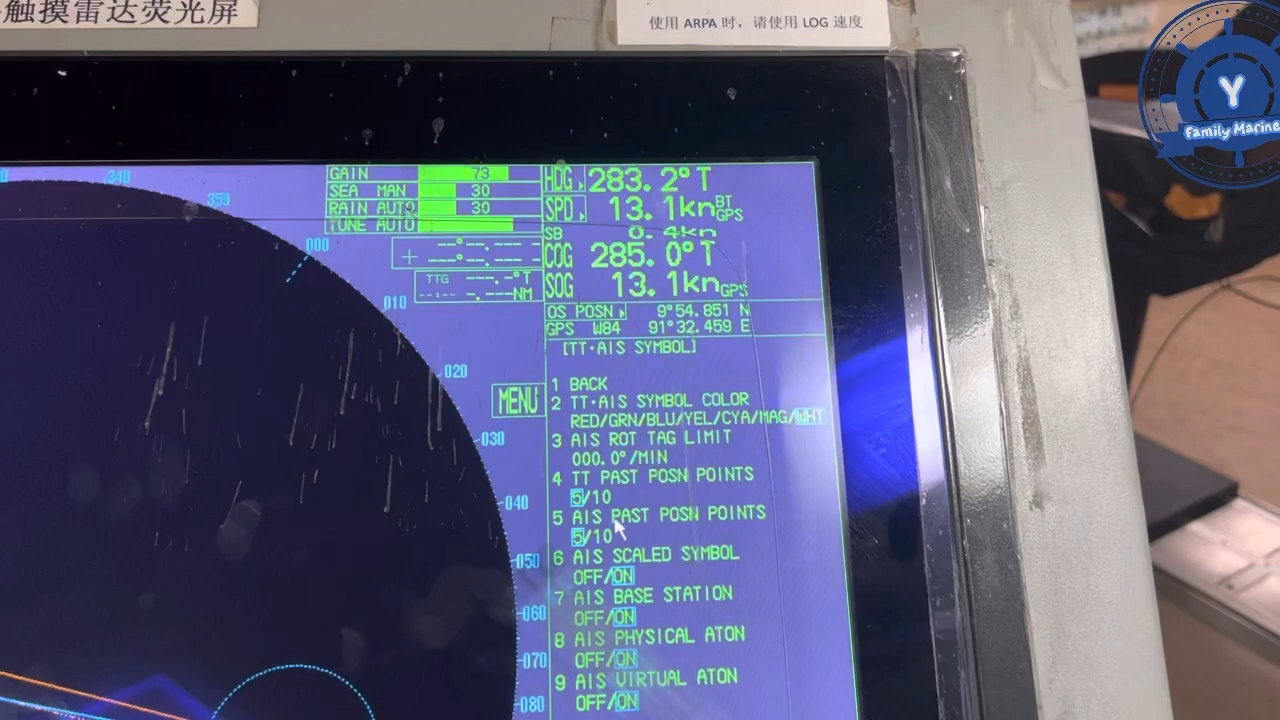 触摸雷达荧光屏
使用 ARPA 时，请使用 LOG 速度
Y
family Marine
340
350
000
010
020
030
040
050
060
070
080
GAIN 73
SEA MAN 30
RAIN AUTO 30
TUNE AUTO
+ --°--.--- --
---°--.--- --
TTG ---.-°T
--:-- -.---NM
HDG 283.2°T
SPD 13.1kn BT GPS
SB 0.4kn
COG 285.0°T
SOG 13.1kn GPS
OS POSN 9°54.851 N
GPS W84 91°32.459 E
[TT·AIS SYMBOL]
MENU
1 BACK
2 TT·AIS SYMBOL COLOR
RED/GRN/BLU/YEL/CYA/MAG/WHT
3 AIS ROT TAG LIMIT
000.0°/MIN
4 TT PAST POSN POINTS
5/10
5 AIS PAST POSN POINTS
5/10
6 AIS SCALED SYMBOL
OFF/ON
7 AIS BASE STATION
OFF/ON
8 AIS PHYSICAL ATON
OFF/ON
9 AIS VIRTUAL ATON
OFF/ON